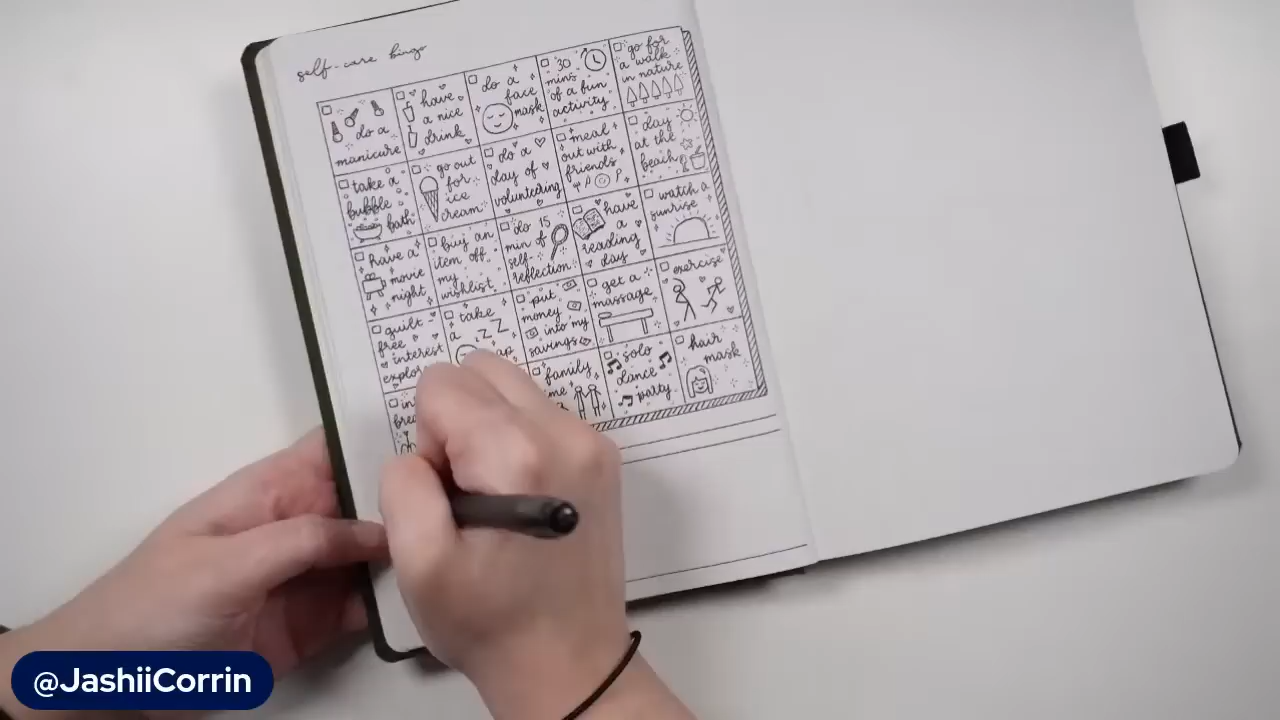 self-care bingo
do a
manicure
have
a nice
drink
do a
face
mask
30
mins
of a fun
activity
go for
a walk
in nature
take a
bubble
bath
go out
for
ice
cream
do a
day of
volunteering
meal
out with
friends
day
at the
beach
have a
movie
night
buy an
item off
my
wishlist
do 15
min of
self-
reflection
have
a
reading
day
watch a
sunrise
guilt-
free
interest
take
a
z z z
put
money
into my
savings
get a
massage
exercise
family
solo
dance
party
hair
mask
@JashiiCorrin